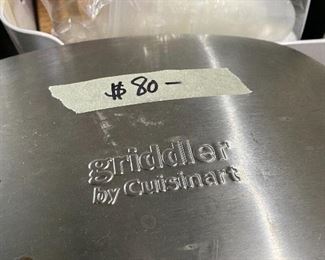 $80-
griddler
by Cuisinart